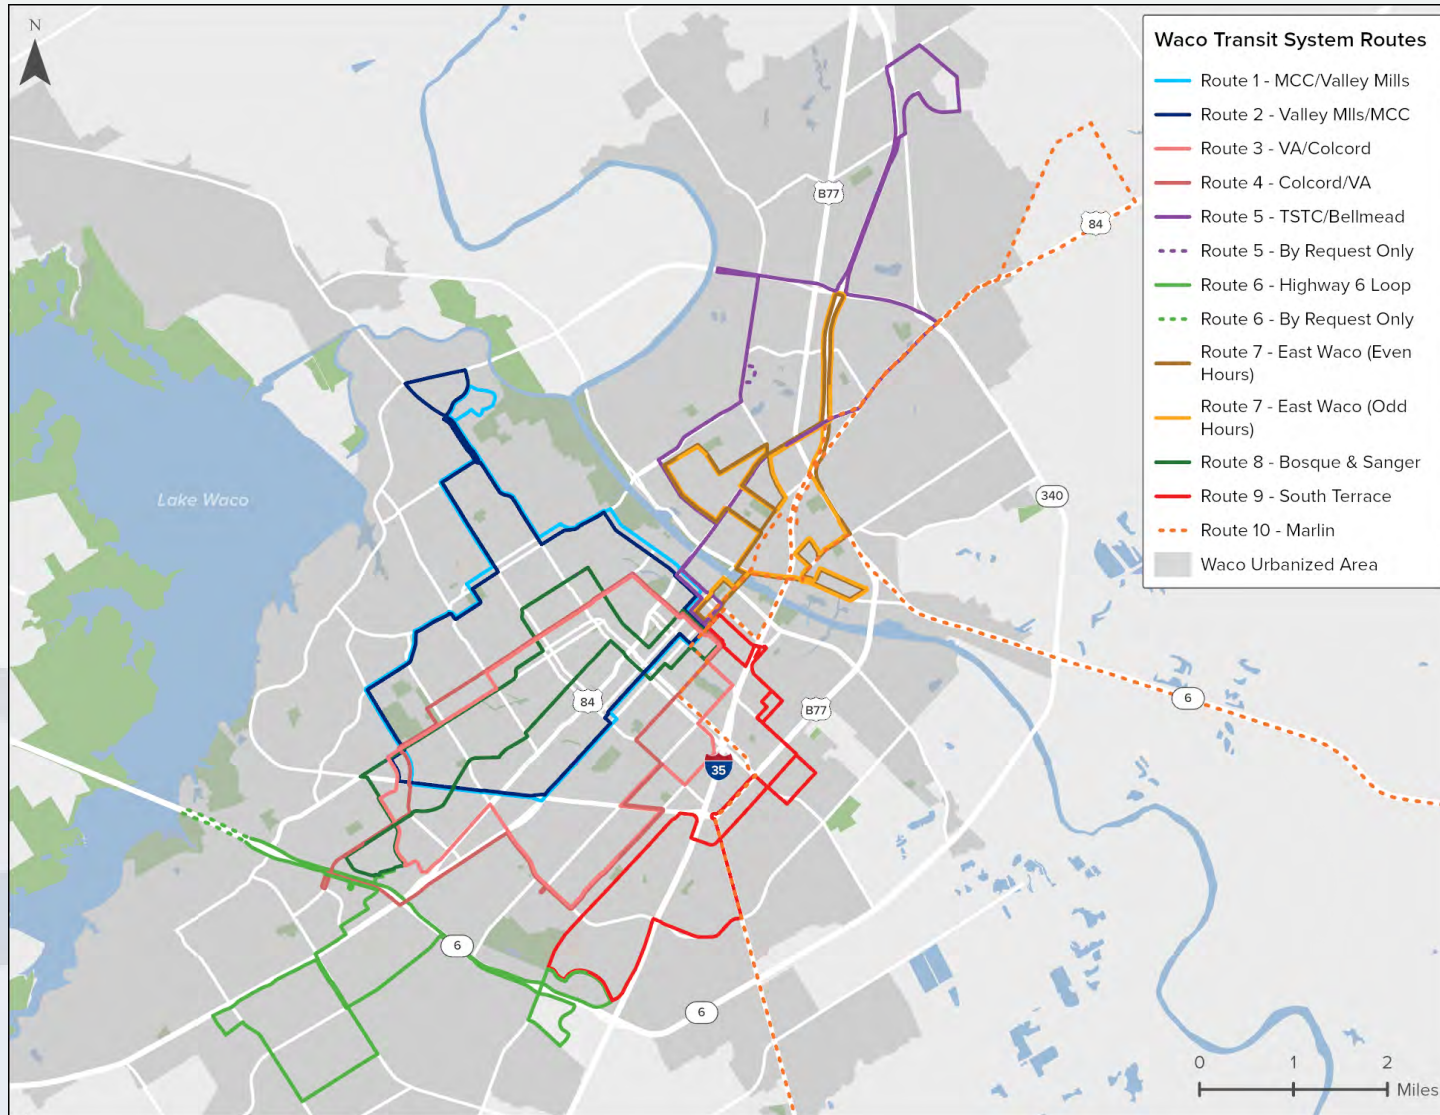 N
Waco Transit System Routes
Route 1 - MCC/Valley Mills
Route 2 - Valley Mlls/MCC
Route 3 - VA/Colcord
Route 4 - Colcord/VA
Route 5 - TSTC/Bellmead
Route 5 - By Request Only
Route 6 - Highway 6 Loop
Route 6 - By Request Only
Route 7 - East Waco (Even
Hours)
Route 7 - East Waco (Odd
Hours)
Route 8 - Bosque & Sanger
Route 9 - South Terrace
Route 10 - Marlin
Waco Urbanized Area
B77
84
340
Lake Waco
6
84
B77
35
6
6
0 1 2
Miles